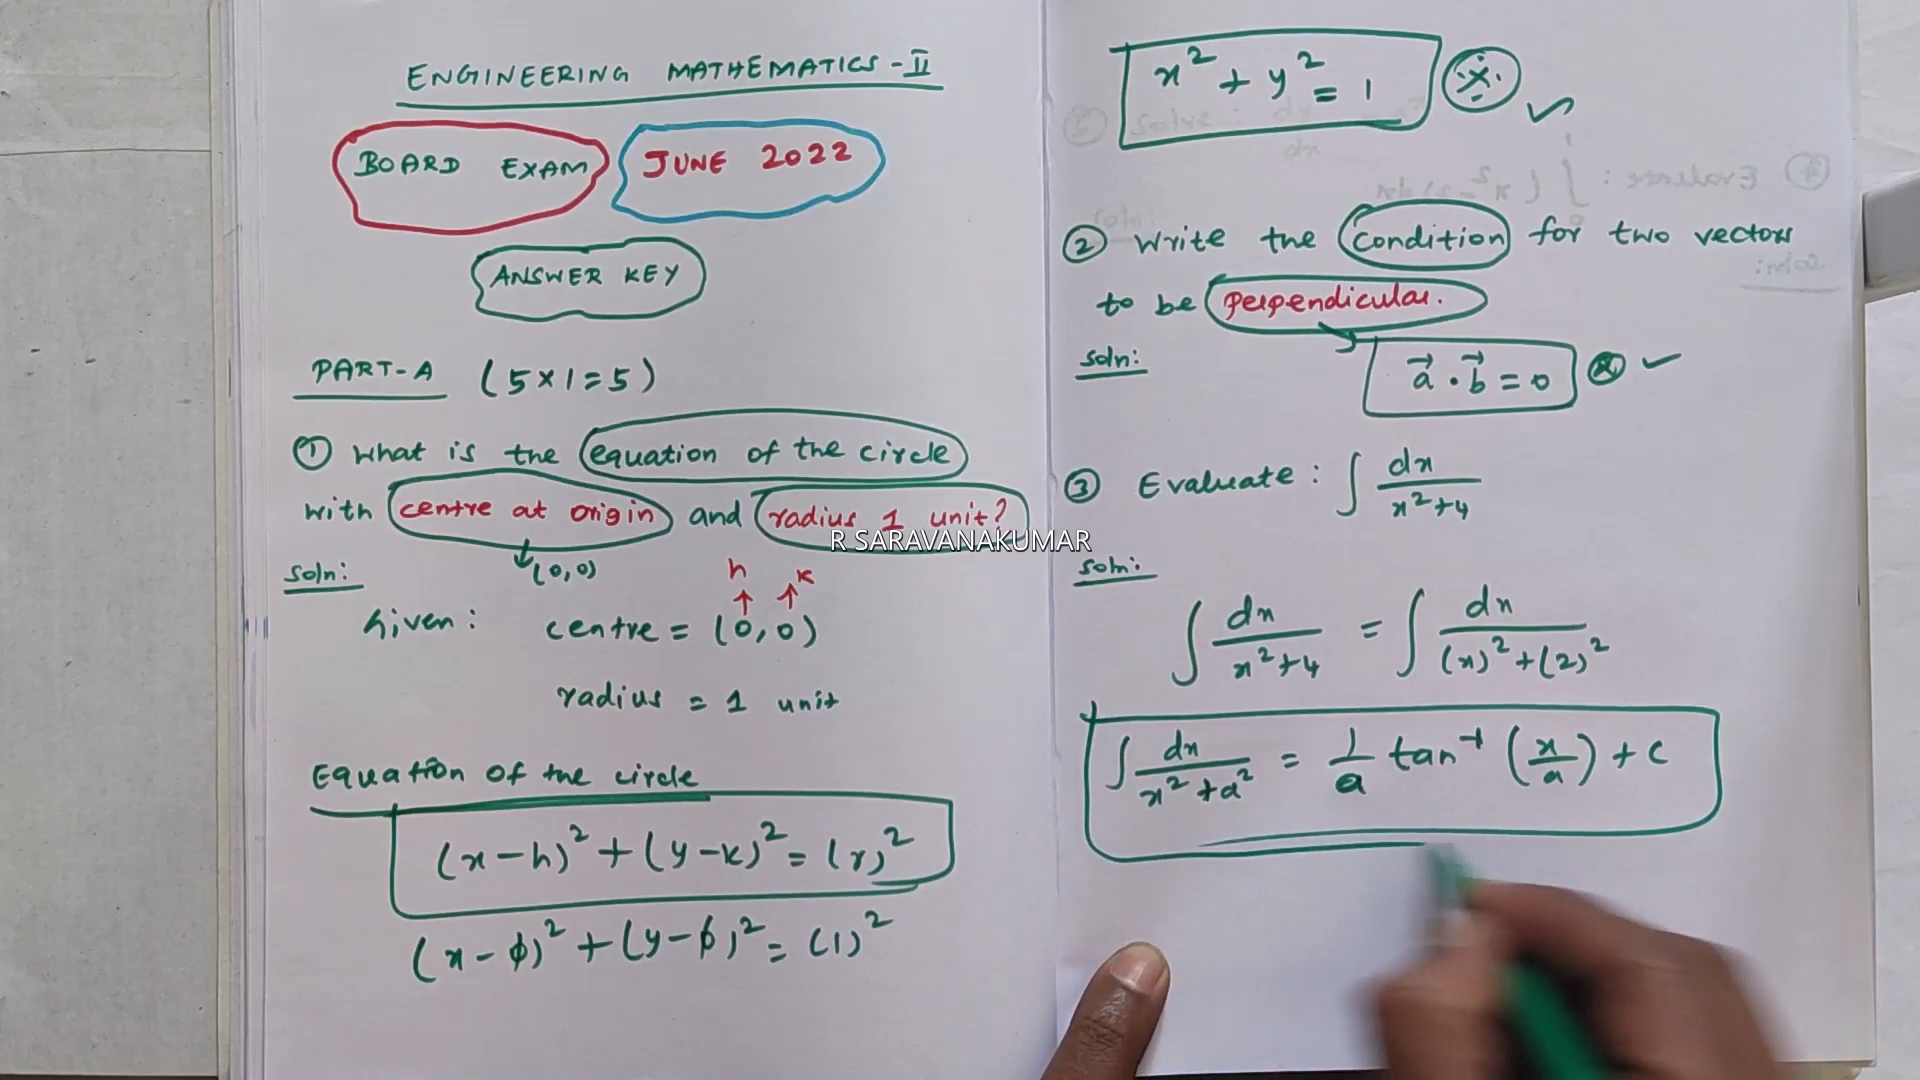 ENGINEERING MATHEMATICS-II
BOARD EXAM JUNE 2022
ANSWER KEY
PART-A (5×1=5)
① What is the equation of the circle
with centre at origin and radius 1 unit?
(0,0)
Soln:
h k
Given: centre = (0,0)
radius = 1 unit
Equation of the circle
(x-h)² + (y-k)² = (r)²
(x-0)² + (y-0)² = (1)²
x² + y² = 1
② Write the condition for two vectors
to be perpendicular.
Soln: a⃗ · b⃗ = 0
③ Evaluate: ∫ dx/(x²+4)
Soln:
∫ dx/(x²+4) = ∫ dx/((x)²+(2)²)
∫ dx/(x²+a²) = 1/a tan⁻¹ (x/a) + c
R SARAVANAKUMAR